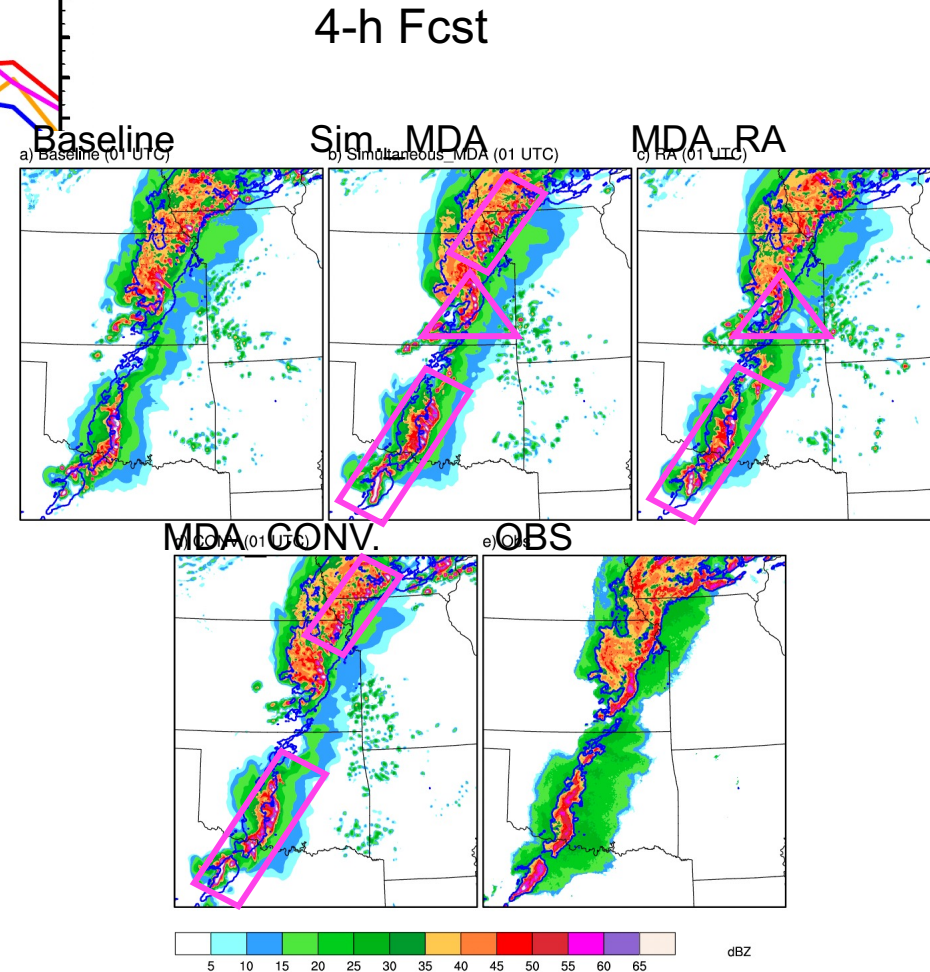 4-h Fcst
Baseline Sim._MDA MDA_RA
a) Baseline (01 UTC) b) Simultaneous_MDA (01 UTC) c) RA (01 UTC)
MDA_CONV. OBS
d) CONV (01 UTC) e) Obs
5 10 15 20 25 30 35 40 45 50 55 60 65 dBZ